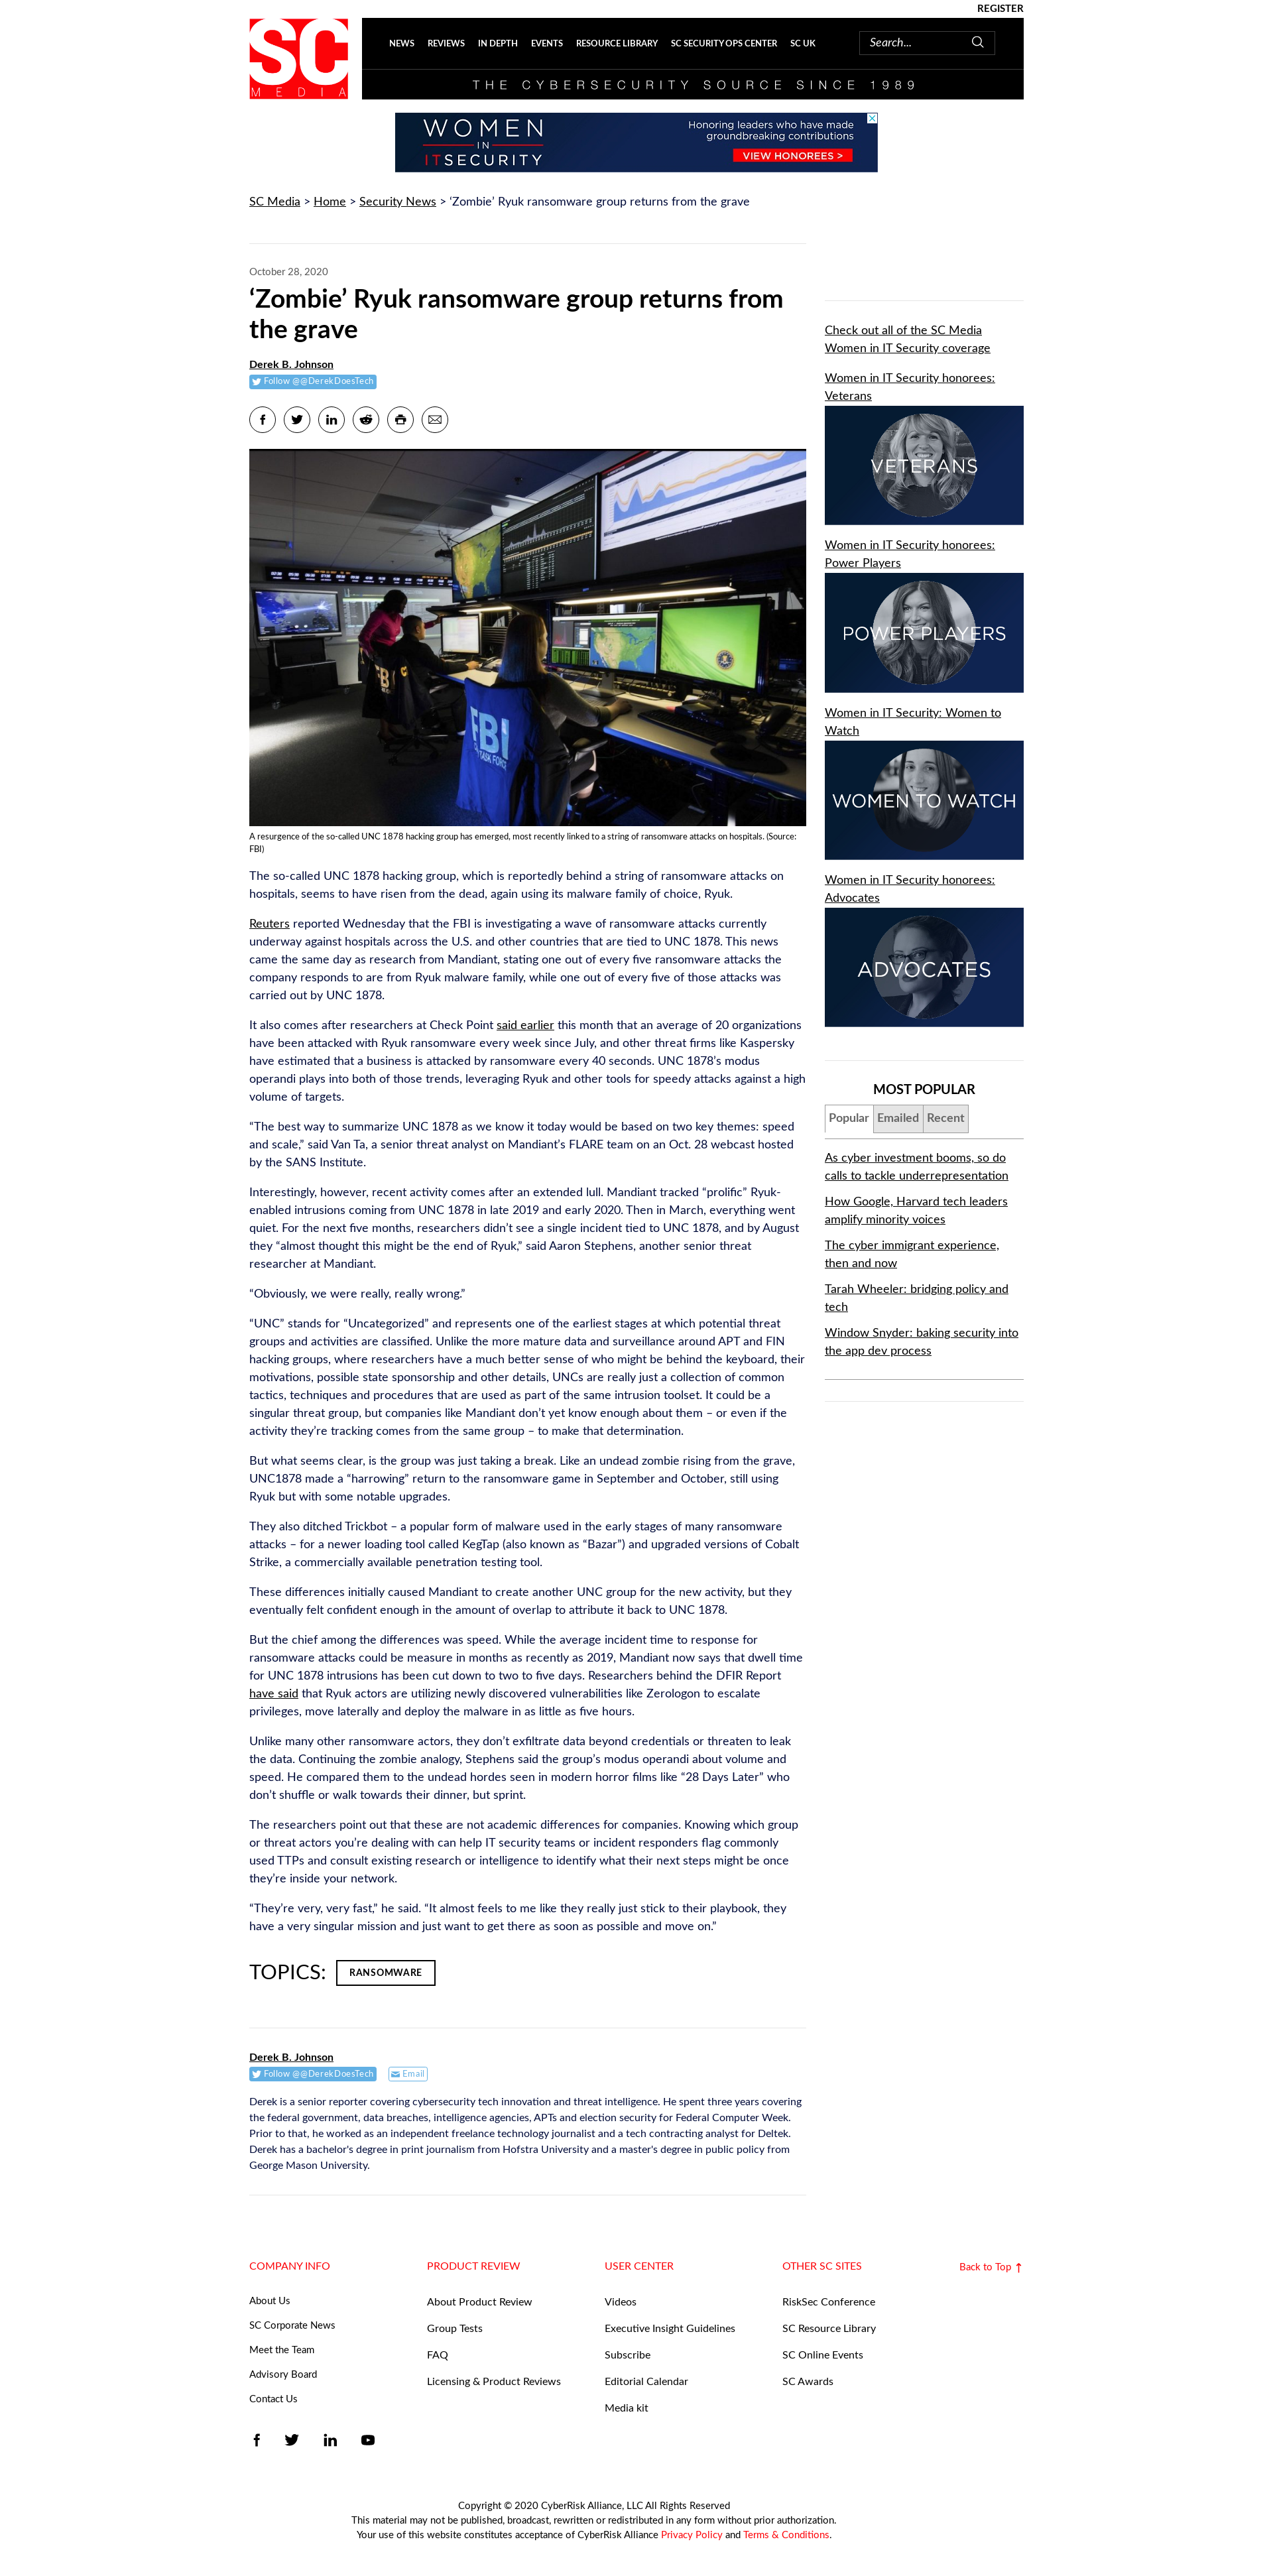 REGISTER
SC
MEDIA
NEWS REVIEWS IN DEPTH EVENTS RESOURCE LIBRARY SC SECURITY OPS CENTER SC UK
Search...
THE CYBERSECURITY SOURCE SINCE 1989
WOMEN
IN
ITSECURITY
Honoring leaders who have made
groundbreaking contributions
VIEW HONOREES >
SC Media > Home > Security News > ‘Zombie’ Ryuk ransomware group returns from the grave
October 28, 2020
‘Zombie’ Ryuk ransomware group returns from
the grave
Derek B. Johnson
Follow @@DerekDoesTech
FBI
TASK FORCE
A resurgence of the so-called UNC 1878 hacking group has emerged, most recently linked to a string of ransomware attacks on hospitals. (Source:
FBI)
The so-called UNC 1878 hacking group, which is reportedly behind a string of ransomware attacks on
hospitals, seems to have risen from the dead, again using its malware family of choice, Ryuk.
Reuters reported Wednesday that the FBI is investigating a wave of ransomware attacks currently
underway against hospitals across the U.S. and other countries that are tied to UNC 1878. This news
came the same day as research from Mandiant, stating one out of every five ransomware attacks the
company responds to are from Ryuk malware family, while one out of every five of those attacks was
carried out by UNC 1878.
It also comes after researchers at Check Point said earlier this month that an average of 20 organizations
have been attacked with Ryuk ransomware every week since July, and other threat firms like Kaspersky
have estimated that a business is attacked by ransomware every 40 seconds. UNC 1878’s modus
operandi plays into both of those trends, leveraging Ryuk and other tools for speedy attacks against a high
volume of targets.
“The best way to summarize UNC 1878 as we know it today would be based on two key themes: speed
and scale,” said Van Ta, a senior threat analyst on Mandiant’s FLARE team on an Oct. 28 webcast hosted
by the SANS Institute.
Interestingly, however, recent activity comes after an extended lull. Mandiant tracked “prolific” Ryuk-
enabled intrusions coming from UNC 1878 in late 2019 and early 2020. Then in March, everything went
quiet. For the next five months, researchers didn’t see a single incident tied to UNC 1878, and by August
they “almost thought this might be the end of Ryuk,” said Aaron Stephens, another senior threat
researcher at Mandiant.
“Obviously, we were really, really wrong.”
“UNC” stands for “Uncategorized” and represents one of the earliest stages at which potential threat
groups and activities are classified. Unlike the more mature data and surveillance around APT and FIN
hacking groups, where researchers have a much better sense of who might be behind the keyboard, their
motivations, possible state sponsorship and other details, UNCs are really just a collection of common
tactics, techniques and procedures that are used as part of the same intrusion toolset. It could be a
singular threat group, but companies like Mandiant don’t yet know enough about them – or even if the
activity they’re tracking comes from the same group – to make that determination.
But what seems clear, is the group was just taking a break. Like an undead zombie rising from the grave,
UNC1878 made a “harrowing” return to the ransomware game in September and October, still using
Ryuk but with some notable upgrades.
They also ditched Trickbot – a popular form of malware used in the early stages of many ransomware
attacks – for a newer loading tool called KegTap (also known as “Bazar”) and upgraded versions of Cobalt
Strike, a commercially available penetration testing tool.
These differences initially caused Mandiant to create another UNC group for the new activity, but they
eventually felt confident enough in the amount of overlap to attribute it back to UNC 1878.
But the chief among the differences was speed. While the average incident time to response for
ransomware attacks could be measure in months as recently as 2019, Mandiant now says that dwell time
for UNC 1878 intrusions has been cut down to two to five days. Researchers behind the DFIR Report
have said that Ryuk actors are utilizing newly discovered vulnerabilities like Zerologon to escalate
privileges, move laterally and deploy the malware in as little as five hours.
Unlike many other ransomware actors, they don’t exfiltrate data beyond credentials or threaten to leak
the data. Continuing the zombie analogy, Stephens said the group’s modus operandi about volume and
speed. He compared them to the undead hordes seen in modern horror films like “28 Days Later” who
don’t shuffle or walk towards their dinner, but sprint.
The researchers point out that these are not academic differences for companies. Knowing which group
or threat actors you’re dealing with can help IT security teams or incident responders flag commonly
used TTPs and consult existing research or intelligence to identify what their next steps might be once
they’re inside your network.
“They’re very, very fast,” he said. “It almost feels to me like they really just stick to their playbook, they
have a very singular mission and just want to get there as soon as possible and move on.”
TOPICS: RANSOMWARE
Derek B. Johnson
Follow @@DerekDoesTech Email
Derek is a senior reporter covering cybersecurity tech innovation and threat intelligence. He spent three years covering
the federal government, data breaches, intelligence agencies, APTs and election security for Federal Computer Week.
Prior to that, he worked as an independent freelance technology journalist and a tech contracting analyst for Deltek.
Derek has a bachelor's degree in print journalism from Hofstra University and a master's degree in public policy from
George Mason University.
Check out all of the SC Media
Women in IT Security coverage
Women in IT Security honorees:
Veterans
VETERANS
Women in IT Security honorees:
Power Players
POWER PLAYERS
Women in IT Security: Women to
Watch
WOMEN TO WATCH
Women in IT Security honorees:
Advocates
ADVOCATES
MOST POPULAR
Popular Emailed Recent
As cyber investment booms, so do
calls to tackle underrepresentation
How Google, Harvard tech leaders
amplify minority voices
The cyber immigrant experience,
then and now
Tarah Wheeler: bridging policy and
tech
Window Snyder: baking security into
the app dev process
COMPANY INFO
About Us
SC Corporate News
Meet the Team
Advisory Board
Contact Us
PRODUCT REVIEW
About Product Review
Group Tests
FAQ
Licensing & Product Reviews
USER CENTER
Videos
Executive Insight Guidelines
Subscribe
Editorial Calendar
Media kit
OTHER SC SITES
RiskSec Conference
SC Resource Library
SC Online Events
SC Awards
Back to Top
Copyright © 2020 CyberRisk Alliance, LLC All Rights Reserved
This material may not be published, broadcast, rewritten or redistributed in any form without prior authorization.
Your use of this website constitutes acceptance of CyberRisk Alliance Privacy Policy and Terms & Conditions.